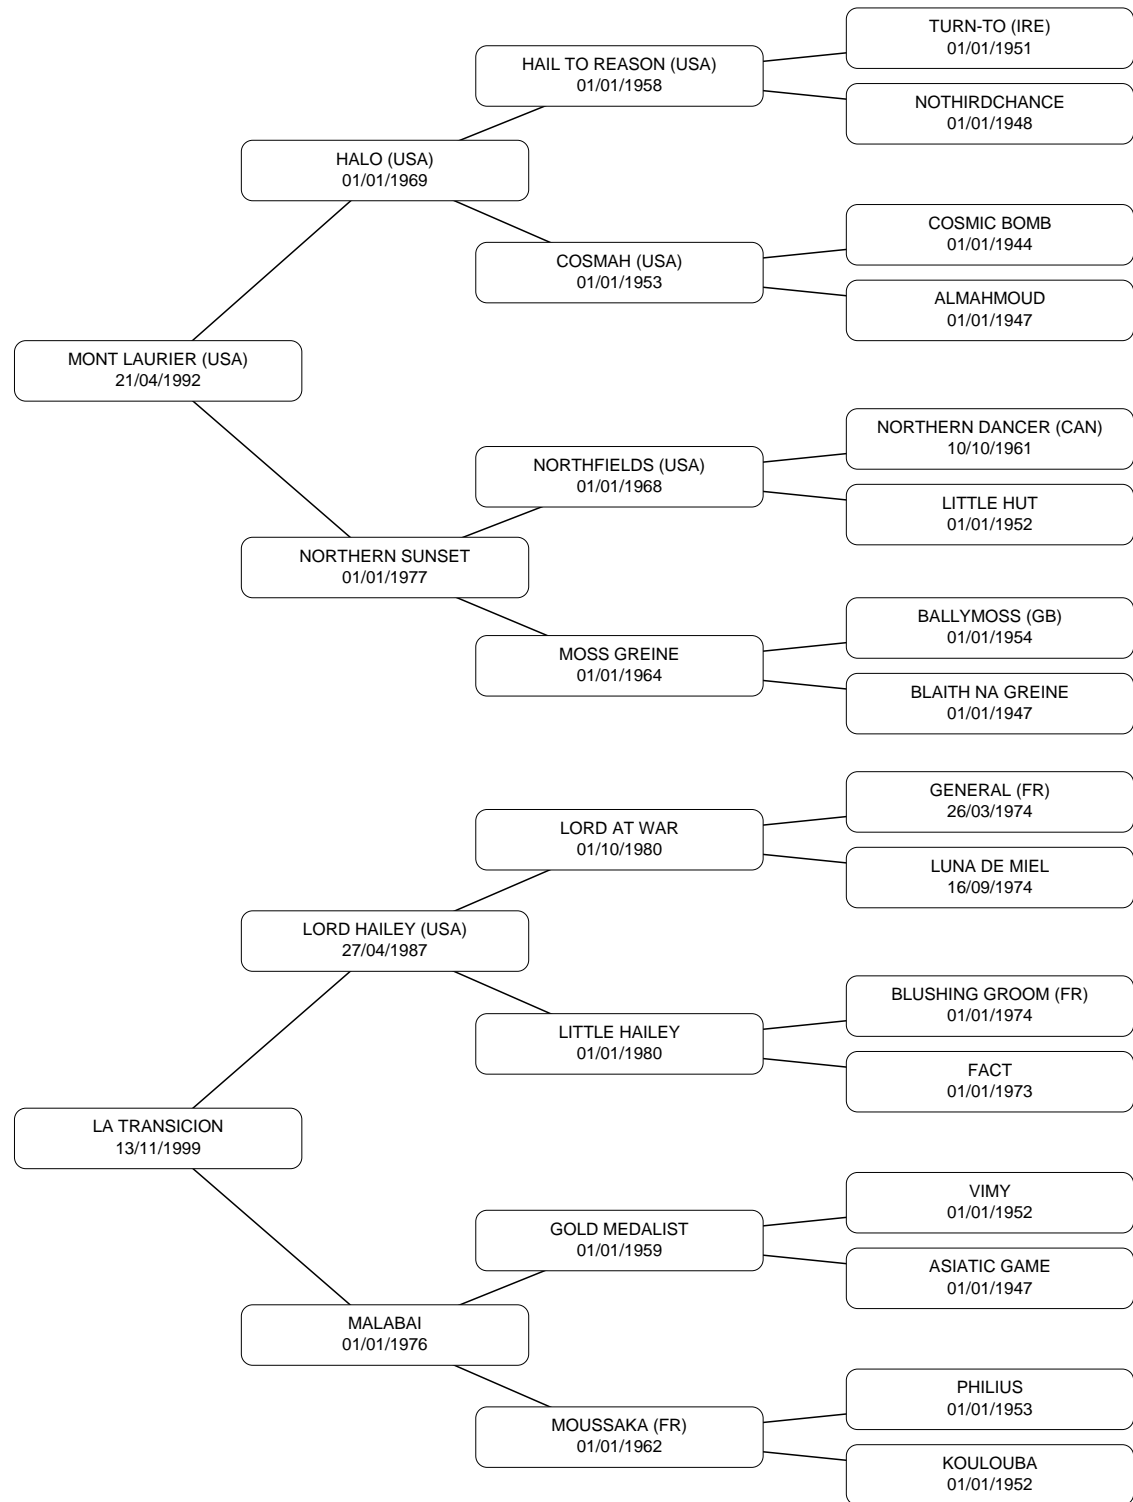 TURN-TO (IRE)
01/01/1951
HAIL TO REASON (USA)
01/01/1958
NOTHIRDCHANCE
01/01/1948
HALO (USA)
01/01/1969
COSMIC BOMB
01/01/1944
COSMAH (USA)
01/01/1953
ALMAHMOUD
01/01/1947
MONT LAURIER (USA)
21/04/1992
NORTHERN DANCER (CAN)
10/10/1961
NORTHFIELDS (USA)
01/01/1968
LITTLE HUT
01/01/1952
NORTHERN SUNSET
01/01/1977
BALLYMOSS (GB)
01/01/1954
MOSS GREINE
01/01/1964
BLAITH NA GREINE
01/01/1947
GENERAL (FR)
26/03/1974
LORD AT WAR
01/10/1980
LUNA DE MIEL
16/09/1974
LORD HAILEY (USA)
27/04/1987
BLUSHING GROOM (FR)
01/01/1974
LITTLE HAILEY
01/01/1980
FACT
01/01/1973
LA TRANSICION
13/11/1999
VIMY
01/01/1952
GOLD MEDALIST
01/01/1959
ASIATIC GAME
01/01/1947
MALABAI
01/01/1976
PHILIUS
01/01/1953
MOUSSAKA (FR)
01/01/1962
KOULOUBA
01/01/1952